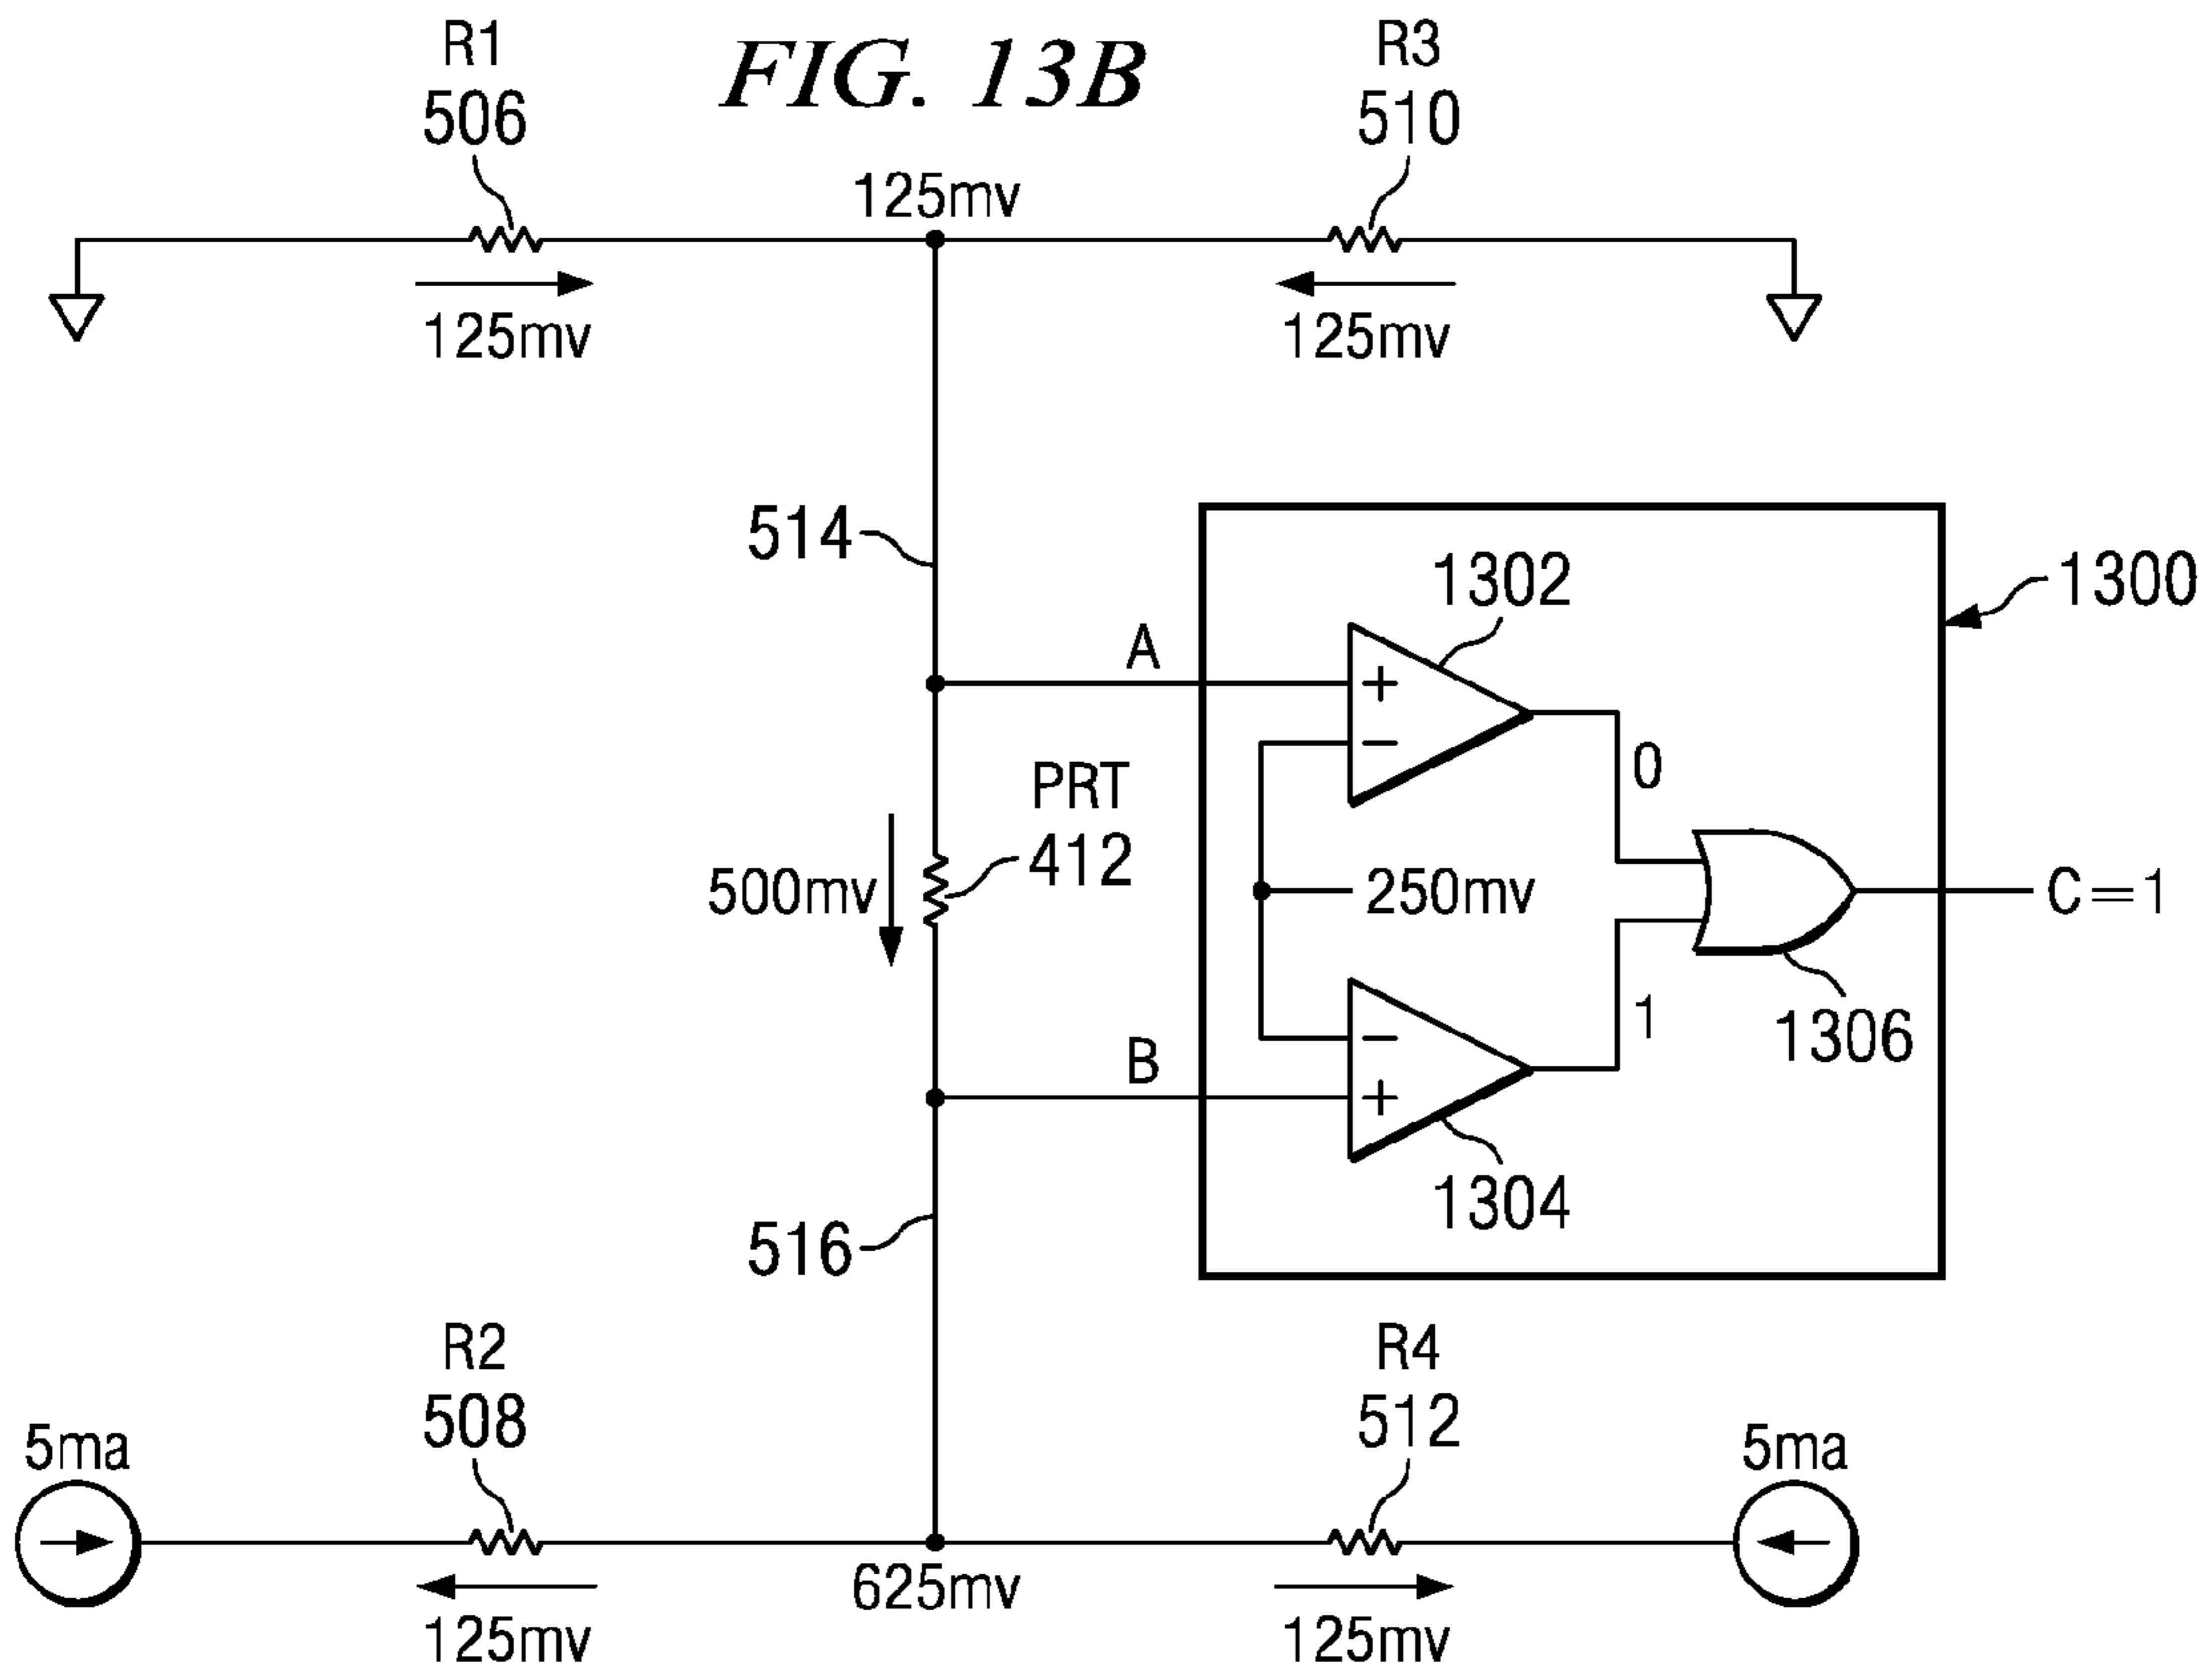 FIG. 13B
R1
506
R3
510
125mv
125mv
125mv
514
1300
1302
A
+
−
0
PRT
412
500mv
250mv
C=1
1
1306
−
+
B
1304
516
R2
508
R4
512
5ma
5ma
625mv
125mv
125mv